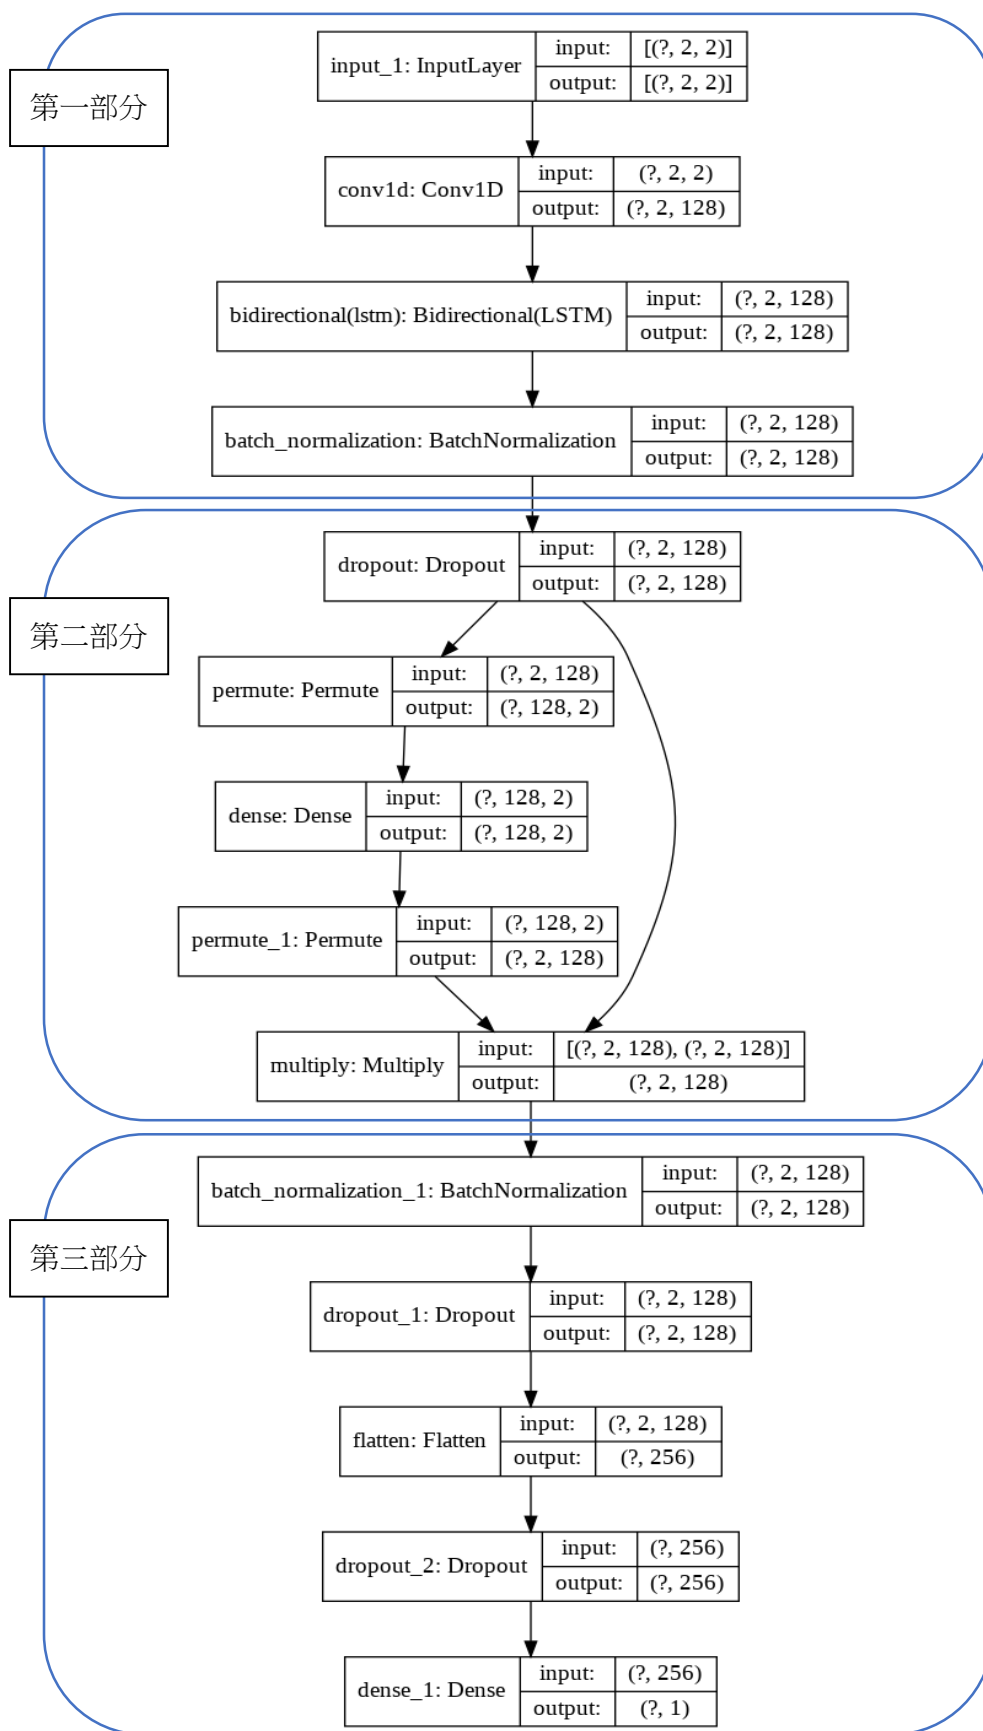 第一部分
input_1: InputLayer
input: [(?, 2, 2)]
output: [(?, 2, 2)]
conv1d: Conv1D
input: (?, 2, 2)
output: (?, 2, 128)
bidirectional(lstm): Bidirectional(LSTM)
input: (?, 2, 128)
output: (?, 2, 128)
batch_normalization: BatchNormalization
input: (?, 2, 128)
output: (?, 2, 128)
第二部分
dropout: Dropout
input: (?, 2, 128)
output: (?, 2, 128)
permute: Permute
input: (?, 2, 128)
output: (?, 128, 2)
dense: Dense
input: (?, 128, 2)
output: (?, 128, 2)
permute_1: Permute
input: (?, 128, 2)
output: (?, 2, 128)
multiply: Multiply
input: [(?, 2, 128), (?, 2, 128)]
output: (?, 2, 128)
第三部分
batch_normalization_1: BatchNormalization
input: (?, 2, 128)
output: (?, 2, 128)
dropout_1: Dropout
input: (?, 2, 128)
output: (?, 2, 128)
flatten: Flatten
input: (?, 2, 128)
output: (?, 256)
dropout_2: Dropout
input: (?, 256)
output: (?, 256)
dense_1: Dense
input: (?, 256)
output: (?, 1)